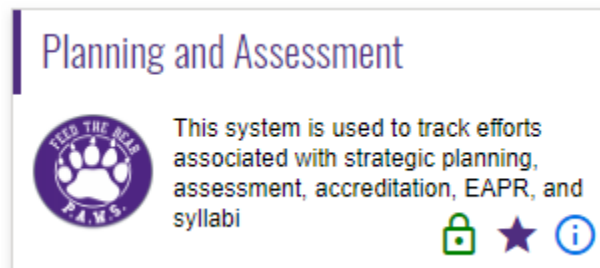 Planning and Assessment
FEED THE BEAR
P.A.W.S.
This system is used to track efforts
associated with strategic planning,
assessment, accreditation, EAPR, and
syllabi